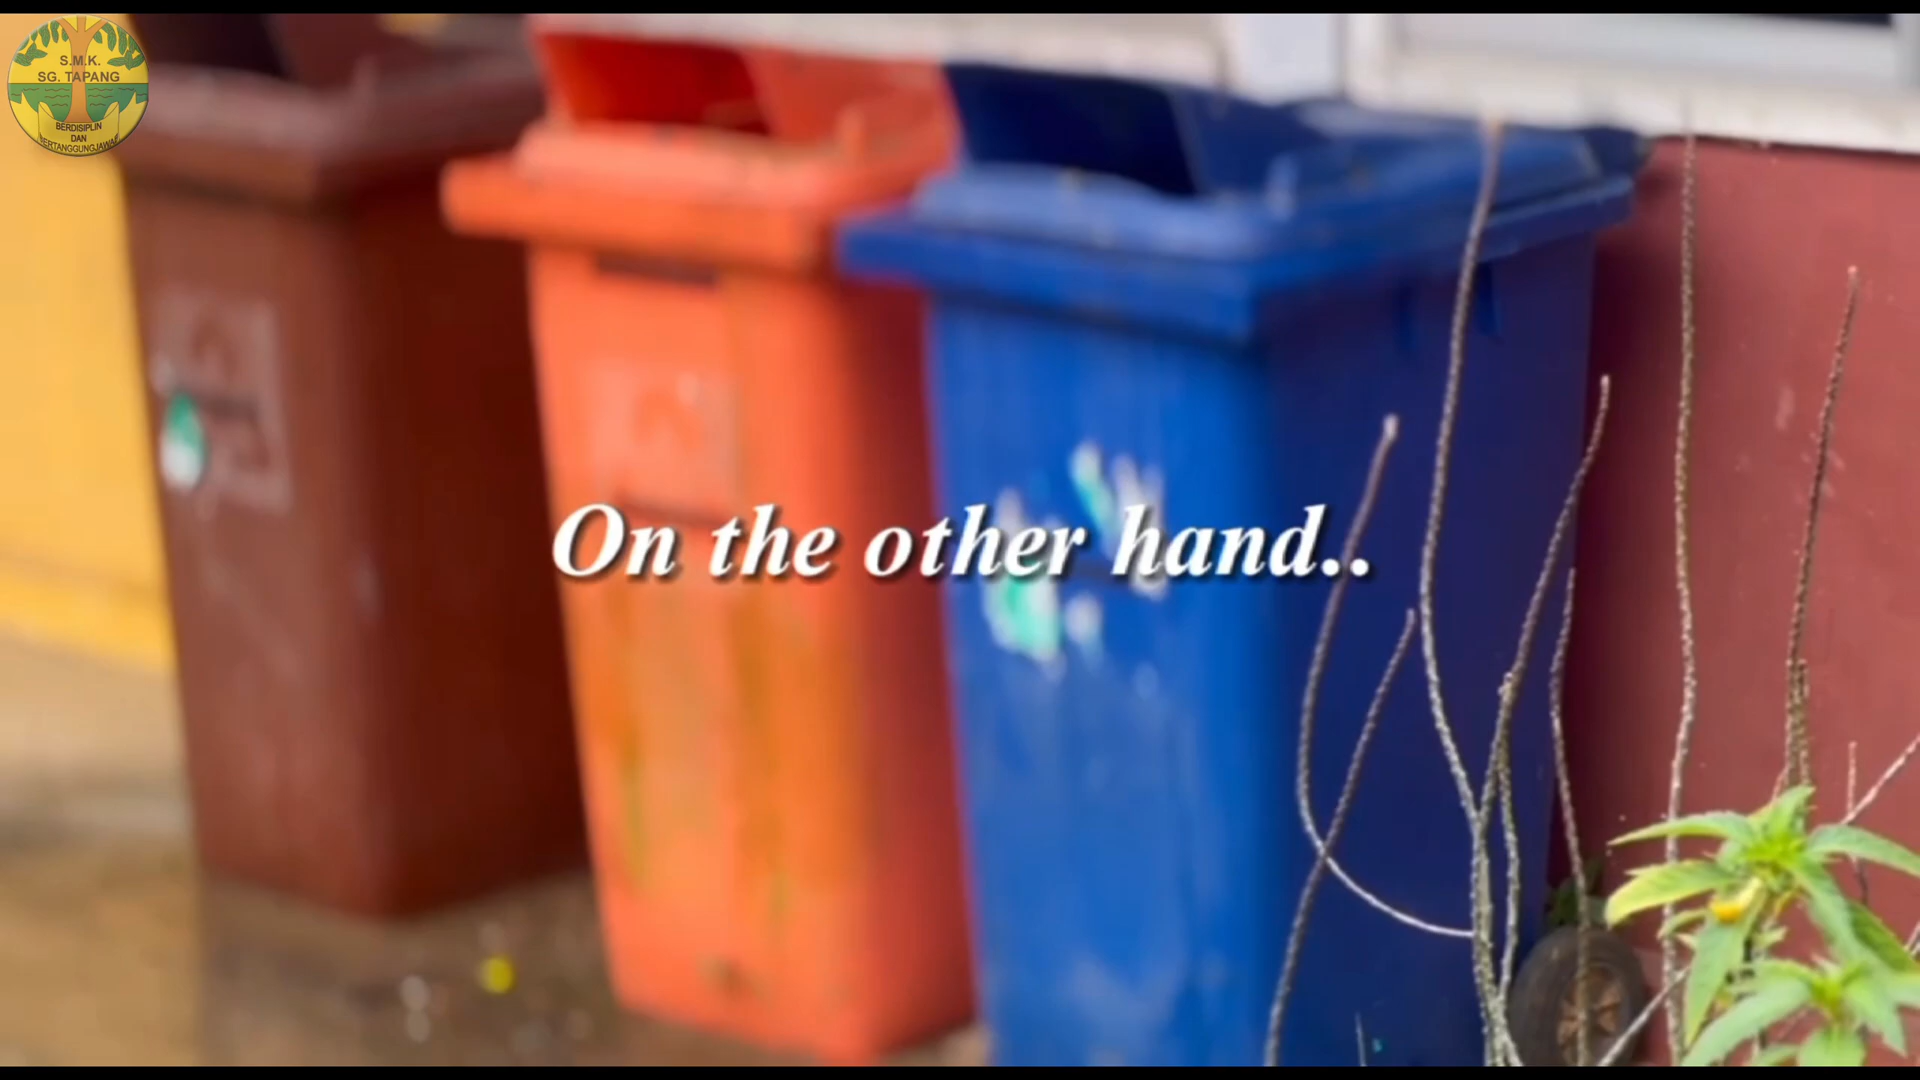 S.M.K.
SG. TAPANG
BERDISIPLIN
DAN
BERTANGGUNGJAWAB
On the other hand..